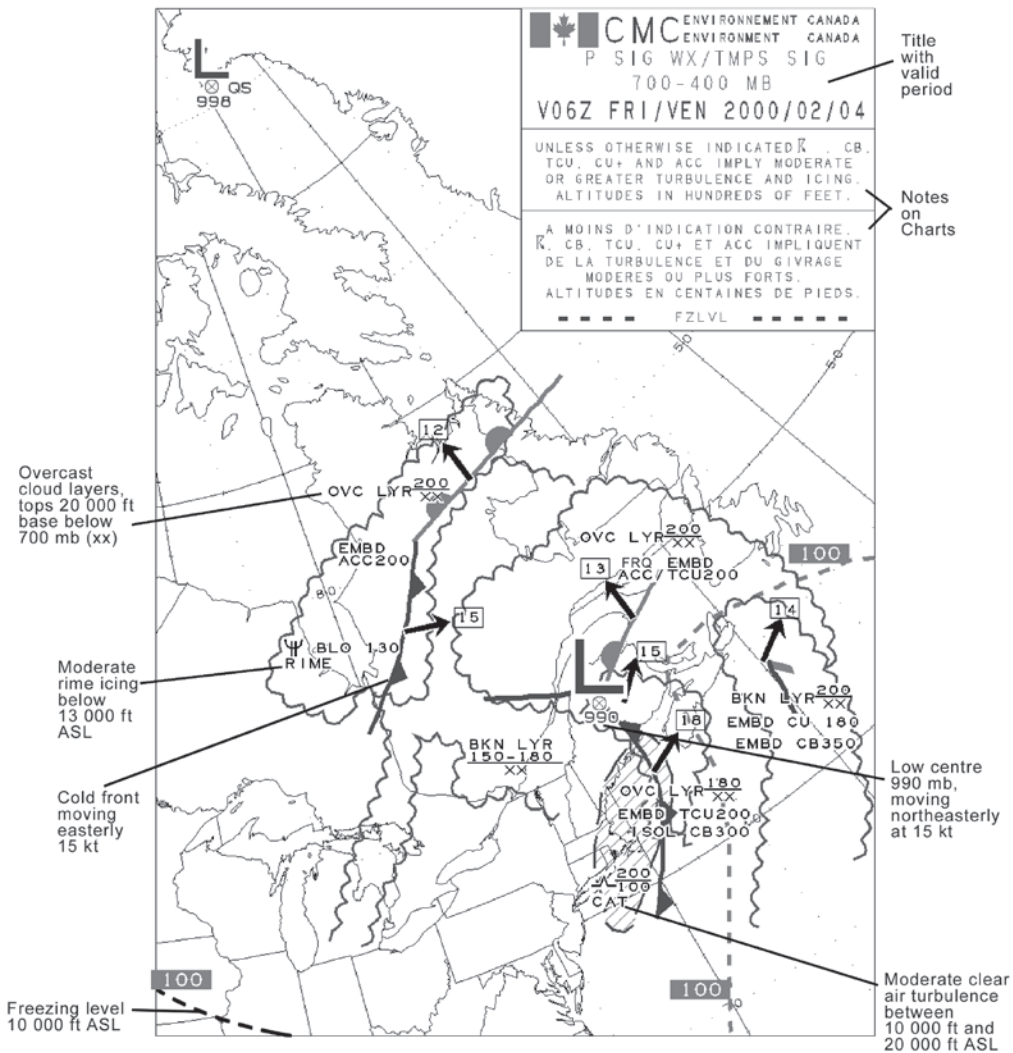 CMC ENVIRONNEMENT CANADA
ENVIRONMENT CANADA
P SIG WX/TMPS SIG
700-400 MB
V06Z FRI/VEN 2000/02/04
UNLESS OTHERWISE INDICATED , CB,
TCU, CU+ AND ACC IMPLY MODERATE
OR GREATER TURBULENCE AND ICING.
ALTITUDES IN HUNDREDS OF FEET.
A MOINS D'INDICATION CONTRAIRE,
, CB, TCU, CU+ ET ACC IMPLIQUENT
DE LA TURBULENCE ET DU GIVRAGE
MODERES OU PLUS FORTS.
ALTITUDES EN CENTAINES DE PIEDS.
FZLVL
Title
with
valid
period
Notes
on
Charts
L
QS
998
50
50
12
OVC LYR 200
XX
Overcast
cloud layers,
tops 20 000 ft
base below
700 mb (xx)
EMBD
ACC200
OVC LYR 200
XX
FRQ EMBD
ACC/TCU200
13
100
80
15
14
BLO 130
RIME
Moderate
rime icing
below
13 000 ft
ASL
15
L
990
18
BKN LYR 200
XX
EMBD CU 180
EMBD CB350
BKN LYR
150-180
XX
Cold front
moving
easterly
15 kt
OVC LYR 180
XX
EMBD TCU200
ISOL CB300
Low centre
990 mb,
moving
northeasterly
at 15 kt
200
100
CAT
100
100
Freezing level
10 000 ft ASL
Moderate clear
air turbulence
between
10 000 ft and
20 000 ft ASL